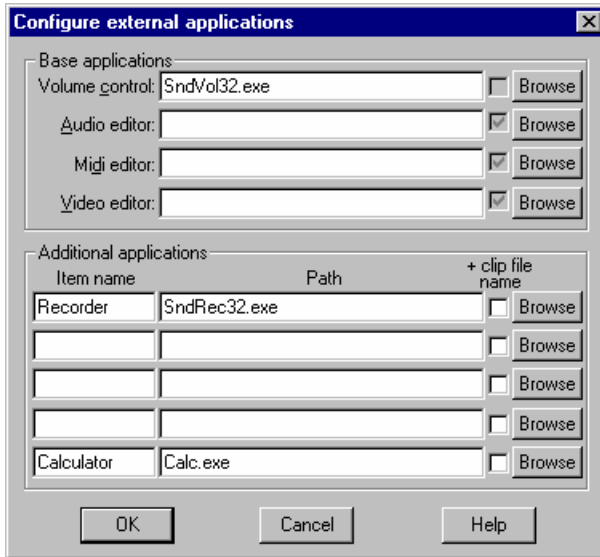 Configure external applications
Base applications
Volume control: SndVol32.exe Browse
Audio editor: Browse
Midi editor: Browse
Video editor: Browse
Additional applications
Item name Path + clip file name
Recorder SndRec32.exe Browse
Browse
Browse
Browse
Calculator Calc.exe Browse
OK Cancel Help